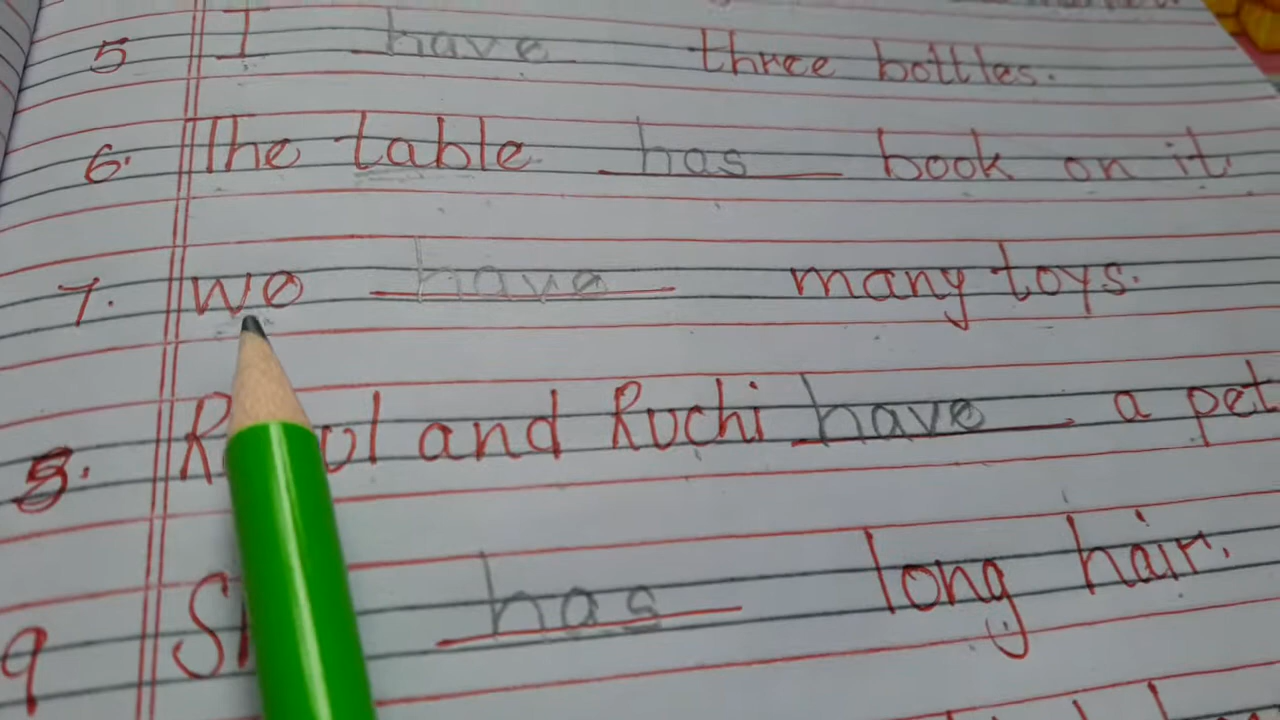 5 I have three bottles.
6. The table has book on it.
7. We have many toys.
8. and Ruchi have a pet
9 has long hair.